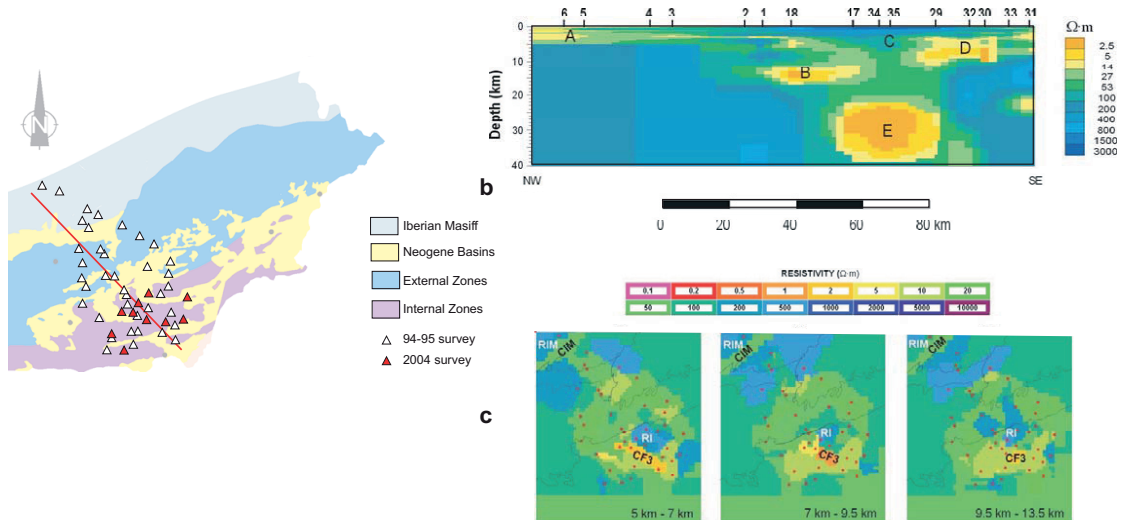 N
Iberian Masiff
Neogene Basins
External Zones
Internal Zones
94-95 survey
2004 survey
6 5 4 3 2 1 18 17 34 35 29 32 30 33 31
0
10
20
30
40
Depth (km)
A
B
C
D
E
NW
SE
Ω·m
2.5
5
14
27
53
100
200
400
800
1500
3000
b
0 20 40 60 80 km
RESISTIVITY (Ω·m)
0.1 0.2 0.5 1 2 5 10 20
50 100 200 500 1000 2000 5000 10000
c
RIM
CIM
RI
CF3
5 km - 7 km
RIM
CIM
RI
CF3
7 km - 9.5 km
RIM
CIM
RI
CF3
9.5 km - 13.5 km